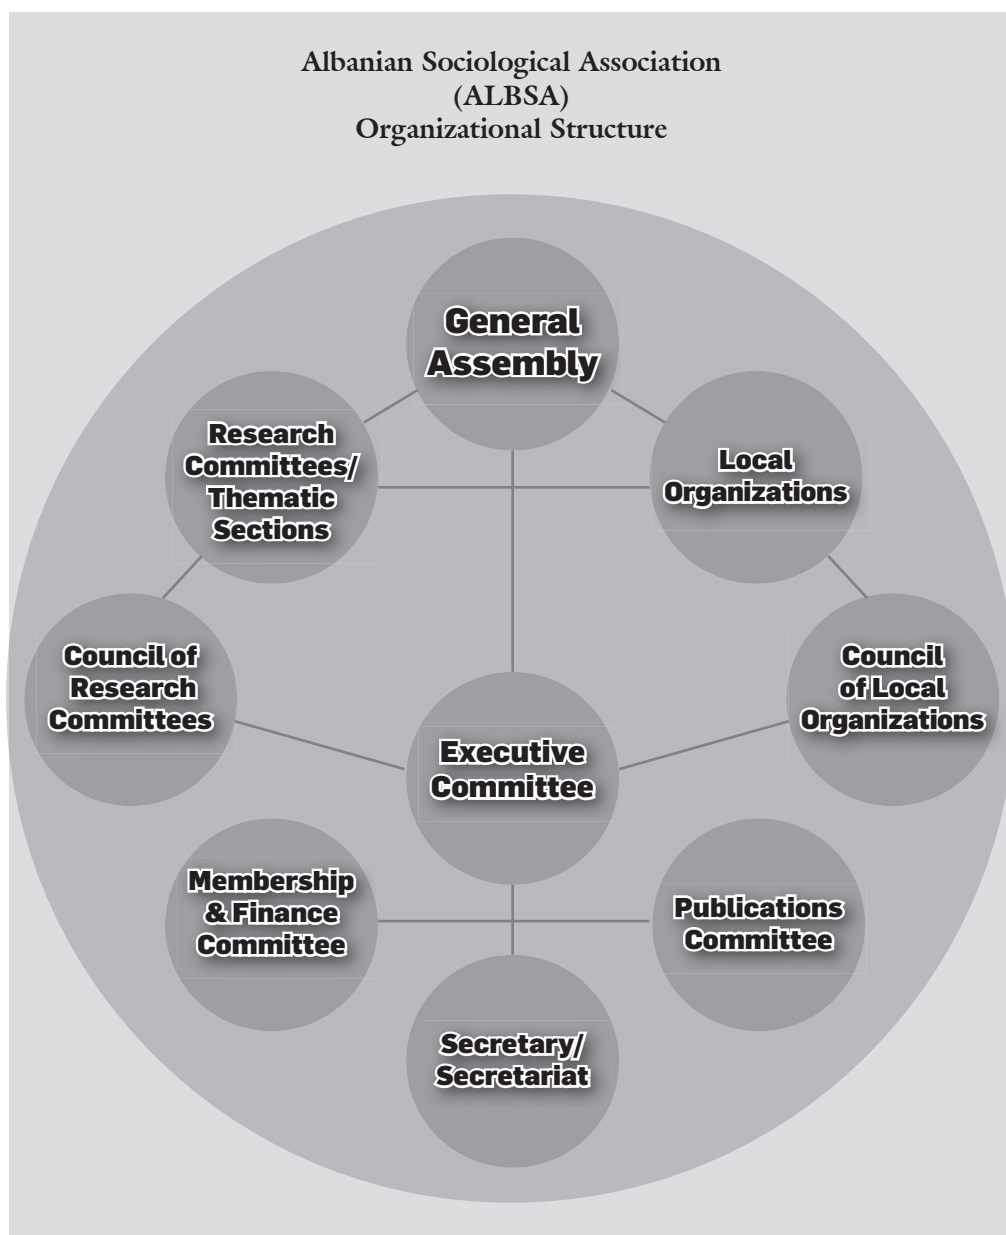 Albanian Sociological Association
(ALBSA)
Organizational Structure
General
Assembly
Research
Committees/
Thematic
Sections
Local
Organizations
Council of
Research
Committees
Council
of Local
Organizations
Executive
Committee
Membership
& Finance
Committee
Publications
Committee
Secretary/
Secretariat